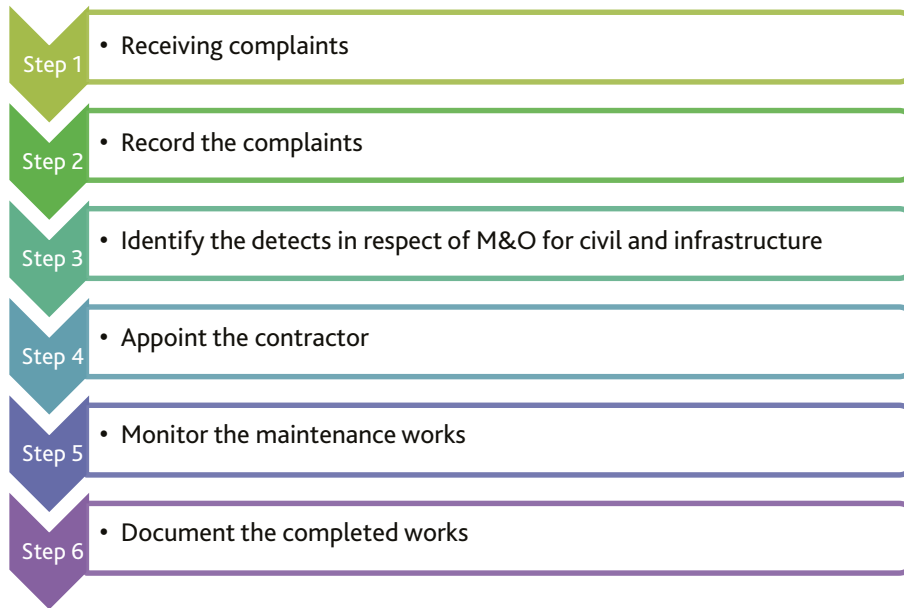 Step 1
• Receiving complaints
Step 2
• Record the complaints
Step 3
• Identify the detects in respect of M&O for civil and infrastructure
Step 4
• Appoint the contractor
Step 5
• Monitor the maintenance works
Step 6
• Document the completed works